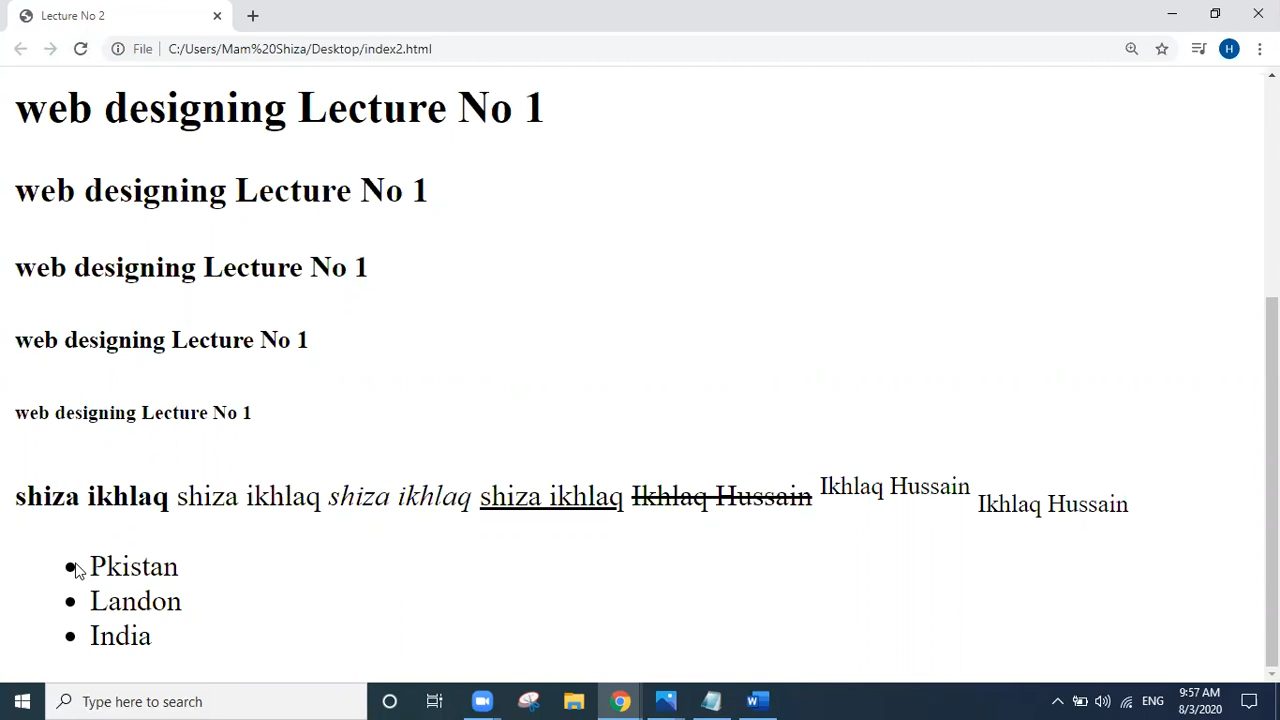 Lecture No 2
File C:/Users/Mam%20Shiza/Desktop/index2.html
H
web designing Lecture No 1
web designing Lecture No 1
web designing Lecture No 1
web designing Lecture No 1
web designing Lecture No 1
shiza ikhlaq shiza ikhlaq shiza ikhlaq shiza ikhlaq Ikhlaq Hussain Ikhlaq Hussain Ikhlaq Hussain
Pkistan
Landon
India
Type here to search
W
ENG
9:57 AM
8/3/2020